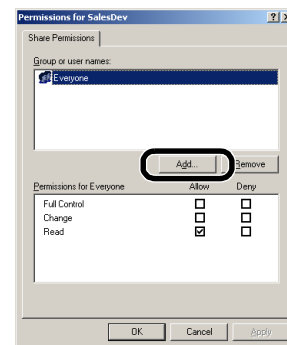 Permissions for SalesDev
Share Permissions
Group or user names:
Everyone
Add...
Remove
Permissions for Everyone Allow Deny
Full Control
Change
Read
OK Cancel Apply